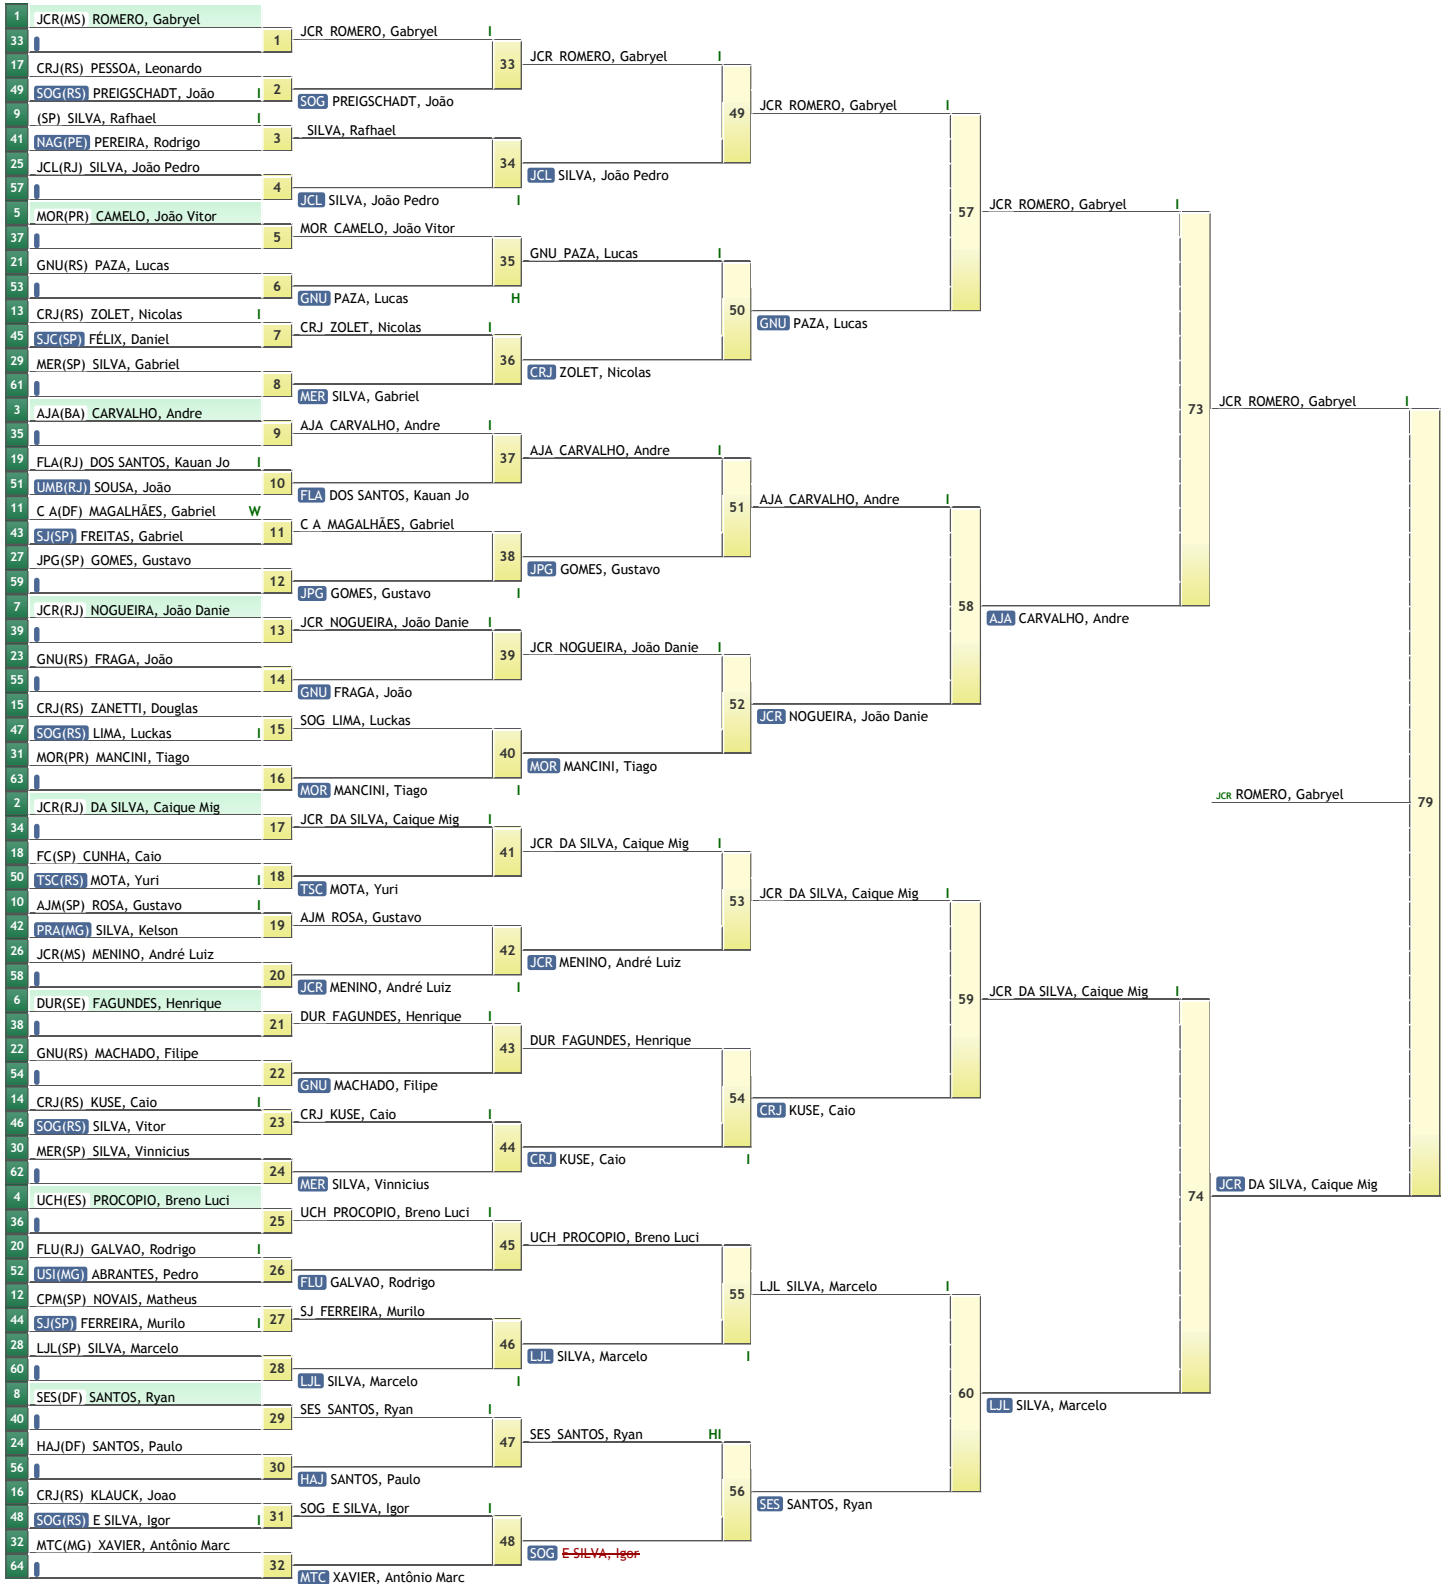 1 JCR(MS) ROMERO, Gabryel
33
1
17 CRJ(RS) PESSOA, Leonardo
49 SOG(RS) PREIGSCHADT, João I
2
9 (SP) SILVA, Rafhael I
41 NAG(PE) PEREIRA, Rodrigo
3
25 JCL(RJ) SILVA, João Pedro
57
4
5 MOR(PR) CAMELO, João Vitor
37
5
21 GNU(RS) PAZA, Lucas
53
6
13 CRJ(RS) ZOLET, Nicolas I
45 SJC(SP) FÉLIX, Daniel
7
29 MER(SP) SILVA, Gabriel
61
8
3 AJA(BA) CARVALHO, Andre
35
9
19 FLA(RJ) DOS SANTOS, Kauan Jo I
51 UMB(RJ) SOUSA, João
10
11 C A(DF) MAGALHÃES, Gabriel W
43 SJ(SP) FREITAS, Gabriel
11
27 JPG(SP) GOMES, Gustavo
59
12
7 JCR(RJ) NOGUEIRA, João Danie
39
13
23 GNU(RS) FRAGA, João
55
14
15 CRJ(RS) ZANETTI, Douglas
47 SOG(RS) LIMA, Luckas I
15
31 MOR(PR) MANCINI, Tiago
63
16
2 JCR(RJ) DA SILVA, Caique Mig
34
17
18 FC(SP) CUNHA, Caio
50 TSC(RS) MOTA, Yuri I
18
10 AJM(SP) ROSA, Gustavo I
42 PRA(MG) SILVA, Kelson
19
26 JCR(MS) MENINO, André Luiz
58
20
6 DUR(SE) FAGUNDES, Henrique
38
21
22 GNU(RS) MACHADO, Filipe
54
22
14 CRJ(RS) KUSE, Caio I
46 SOG(RS) SILVA, Vitor
23
30 MER(SP) SILVA, Vinnicius
62
24
4 UCH(ES) PROCOPIO, Breno Luci
36
25
20 FLU(RJ) GALVAO, Rodrigo I
52 USI(MG) ABRANTES, Pedro
26
12 CPM(SP) NOVAIS, Matheus
44 SJ(SP) FERREIRA, Murilo I
27
28 LJL(SP) SILVA, Marcelo
60
28
8 SES(DF) SANTOS, Ryan
40
29
24 HAJ(DF) SANTOS, Paulo
56
30
16 CRJ(RS) KLAUCK, Joao
48 SOG(RS) E SILVA, Igor I
31
32 MTC(MG) XAVIER, Antônio Marc
64
32
JCR ROMERO, Gabryel I
33
SOG PREIGSCHADT, João
SILVA, Rafhael
34
JCL SILVA, João Pedro I
MOR CAMELO, João Vitor
35
GNU PAZA, Lucas H
CRJ ZOLET, Nicolas I
36
MER SILVA, Gabriel
AJA CARVALHO, Andre I
37
FLA DOS SANTOS, Kauan Jo
C A MAGALHÃES, Gabriel
38
JPG GOMES, Gustavo I
JCR NOGUEIRA, João Danie I
39
GNU FRAGA, João
SOG LIMA, Luckas
40
MOR MANCINI, Tiago I
JCR DA SILVA, Caique Mig I
41
TSC MOTA, Yuri
AJM ROSA, Gustavo
42
JCR MENINO, André Luiz I
DUR FAGUNDES, Henrique I
43
GNU MACHADO, Filipe
CRJ KUSE, Caio I
44
MER SILVA, Vinnicius
UCH PROCOPIO, Breno Luci I
45
FLU GALVAO, Rodrigo
SJ FERREIRA, Murilo
46
LJL SILVA, Marcelo I
SES SANTOS, Ryan I
47
HAJ SANTOS, Paulo
SOG E SILVA, Igor I
48
MTC XAVIER, Antônio Marc
JCR ROMERO, Gabryel I
49
JCL SILVA, João Pedro
GNU PAZA, Lucas I
50
CRJ ZOLET, Nicolas
AJA CARVALHO, Andre I
51
JPG GOMES, Gustavo
JCR NOGUEIRA, João Danie I
52
MOR MANCINI, Tiago
JCR DA SILVA, Caique Mig I
53
JCR MENINO, André Luiz
DUR FAGUNDES, Henrique
54
CRJ KUSE, Caio I
UCH PROCOPIO, Breno Luci
55
LJL SILVA, Marcelo I
SES SANTOS, Ryan HI
56
SOG E SILVA, Igor
JCR ROMERO, Gabryel I
57
GNU PAZA, Lucas
AJA CARVALHO, Andre I
58
JCR NOGUEIRA, João Danie
JCR DA SILVA, Caique Mig I
59
CRJ KUSE, Caio
LJL SILVA, Marcelo I
60
SES SANTOS, Ryan
JCR ROMERO, Gabryel I
73
AJA CARVALHO, Andre
JCR DA SILVA, Caique Mig I
74
LJL SILVA, Marcelo
JCR ROMERO, Gabryel I
JCR ROMERO, Gabryel
79
JCR DA SILVA, Caique Mig